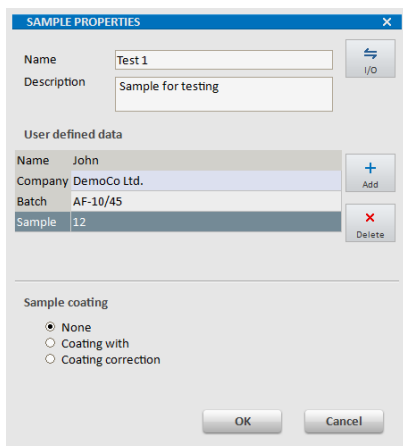 SAMPLE PROPERTIES
Name Test 1
I/O
Description Sample for testing
User defined data
Name John
Company DemoCo Ltd.
Add
Batch AF-10/45
Sample 12
Delete
Sample coating
None
Coating with
Coating correction
OK Cancel